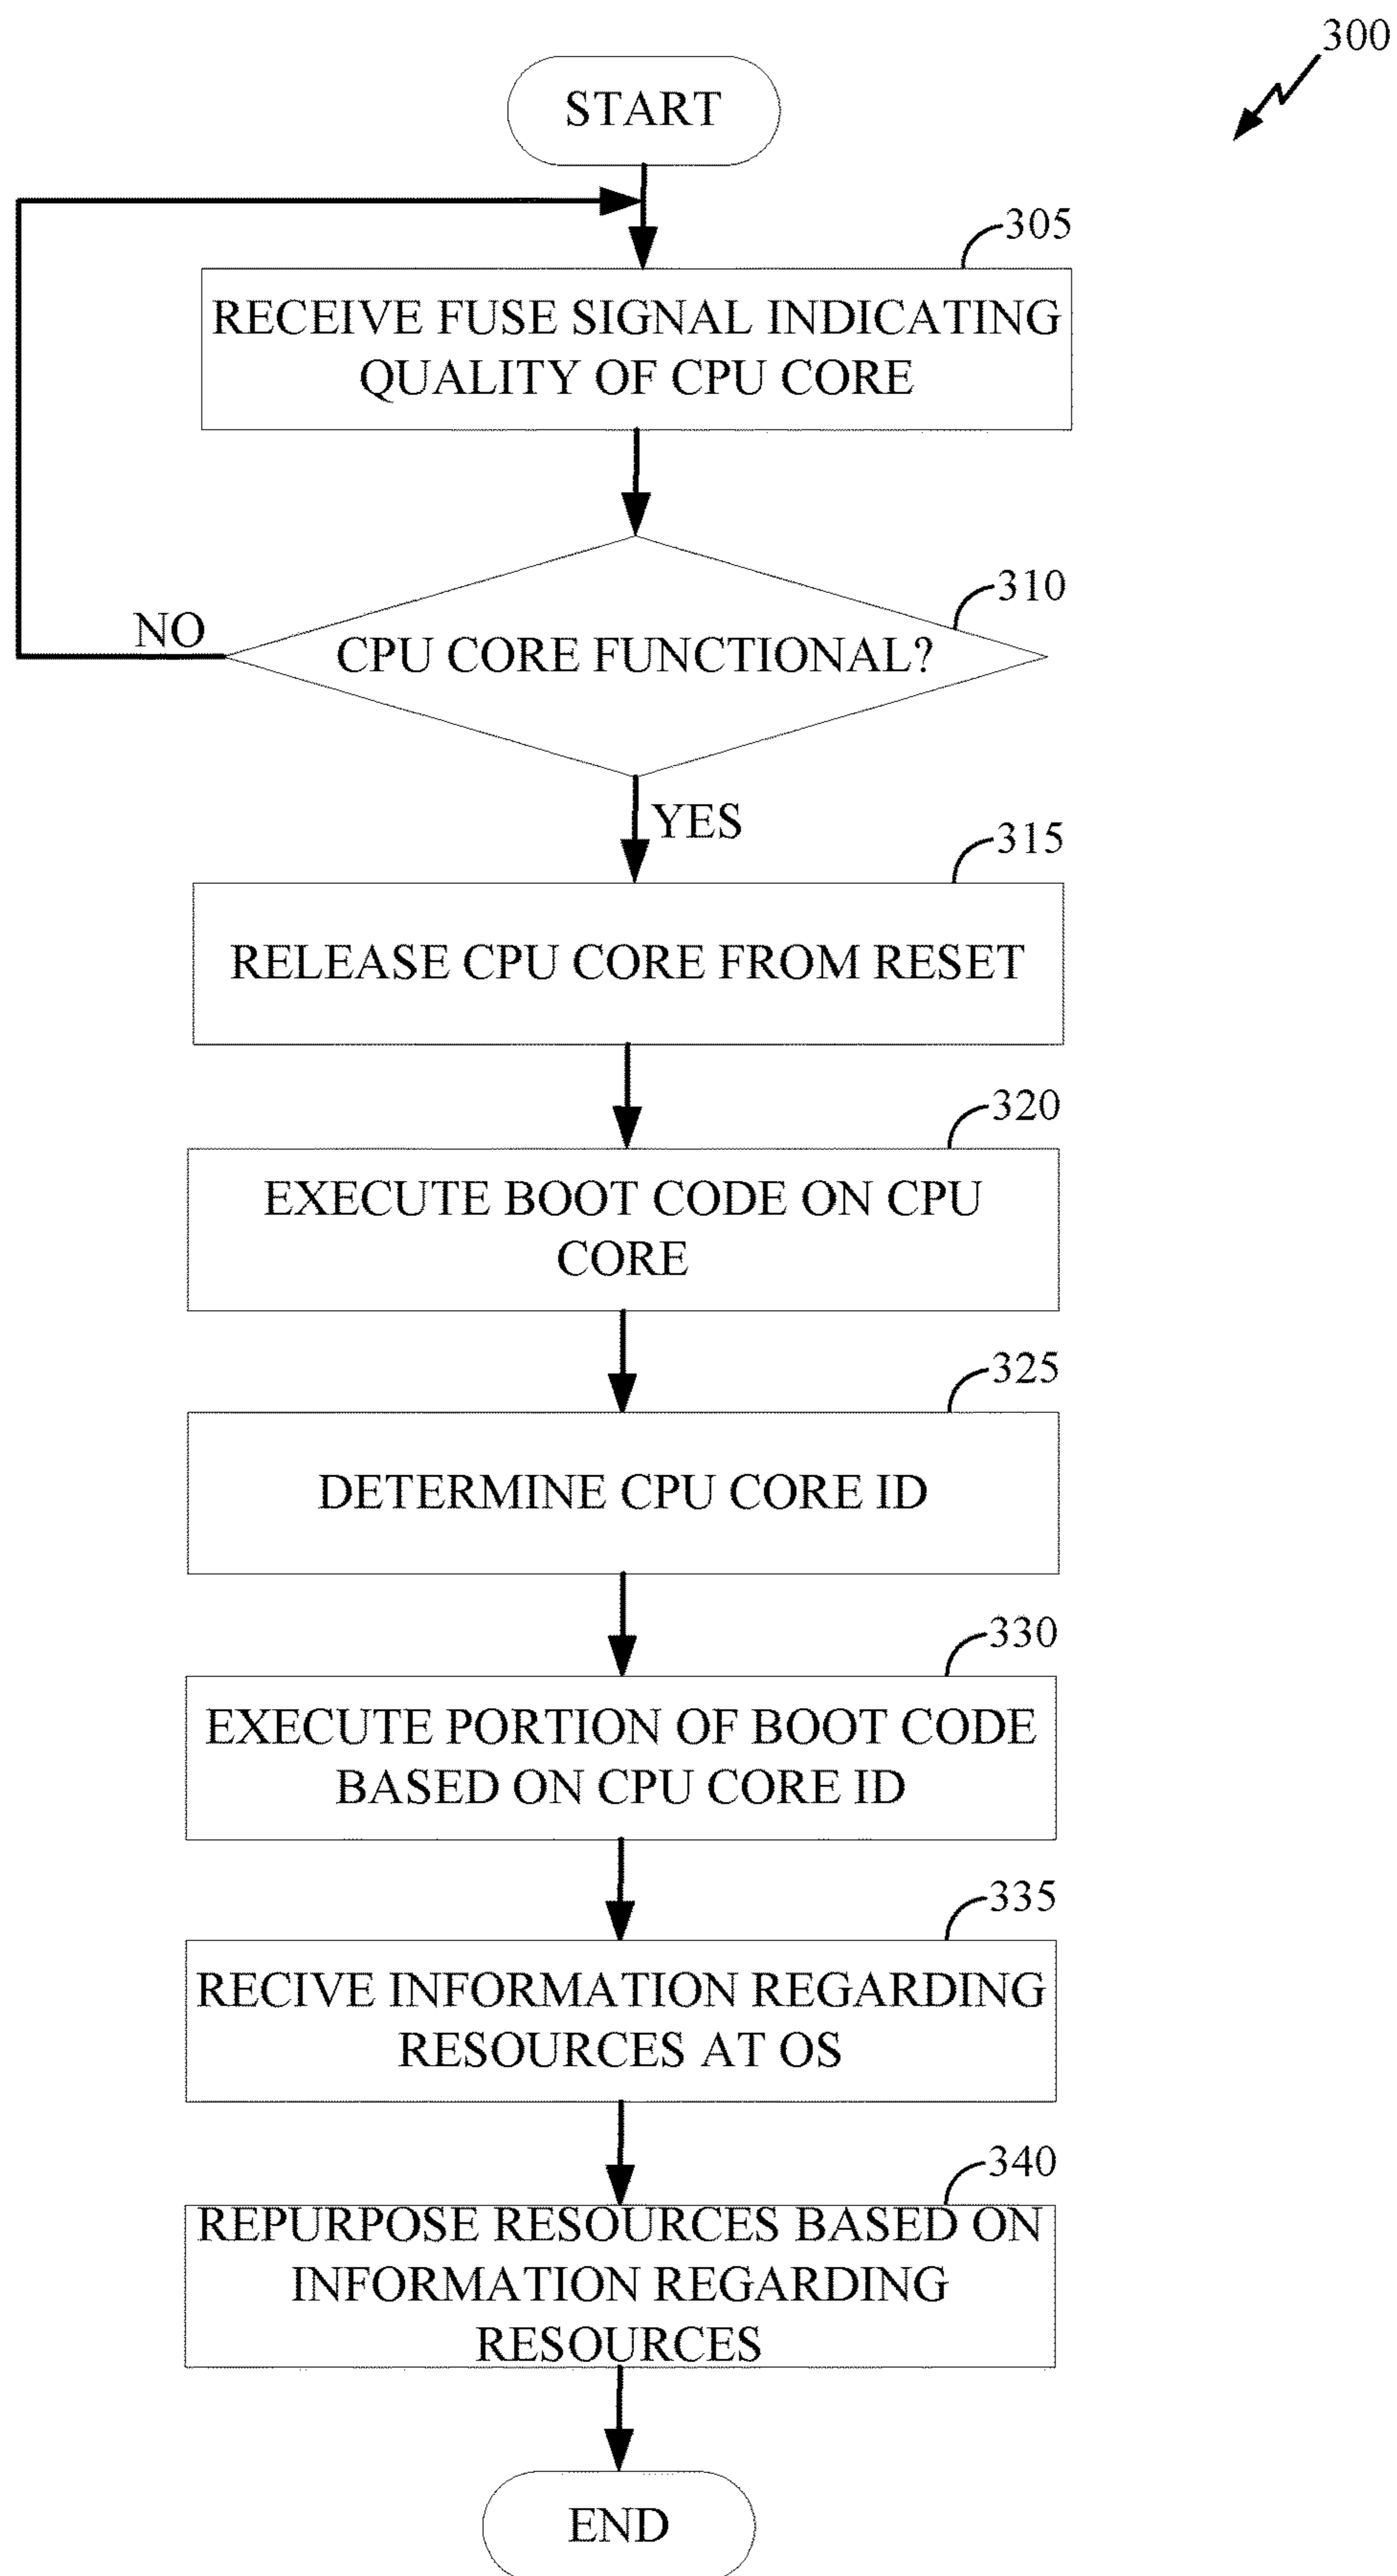 300
START
305
RECEIVE FUSE SIGNAL INDICATING
QUALITY OF CPU CORE
310
NO
CPU CORE FUNCTIONAL?
YES
315
RELEASE CPU CORE FROM RESET
320
EXECUTE BOOT CODE ON CPU
CORE
325
DETERMINE CPU CORE ID
330
EXECUTE PORTION OF BOOT CODE
BASED ON CPU CORE ID
335
RECIVE INFORMATION REGARDING
RESOURCES AT OS
340
REPURPOSE RESOURCES BASED ON
INFORMATION REGARDING
RESOURCES
END